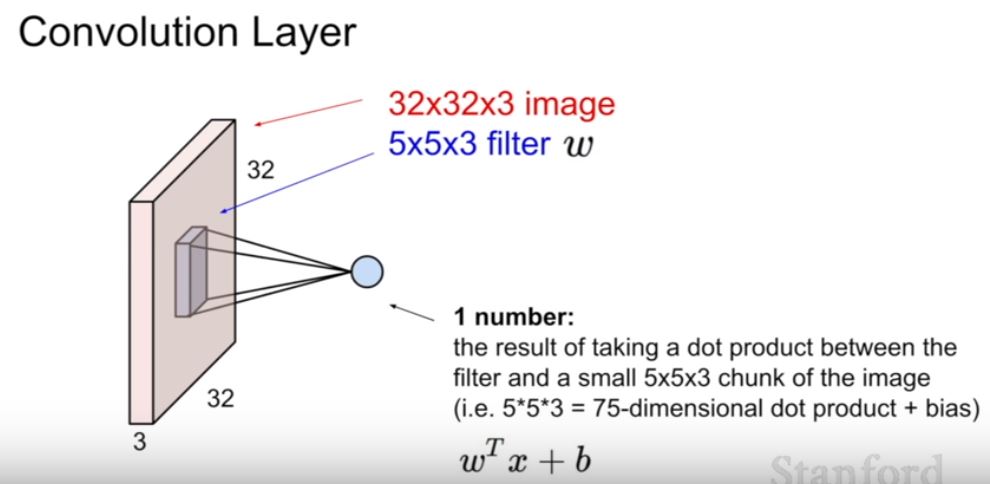 Convolution Layer
32x32x3 image
5x5x3 filter w
32
32
3
1 number:
the result of taking a dot product between the
filter and a small 5x5x3 chunk of the image
(i.e. 5*5*3 = 75-dimensional dot product + bias)
w^T x + b
Stanford